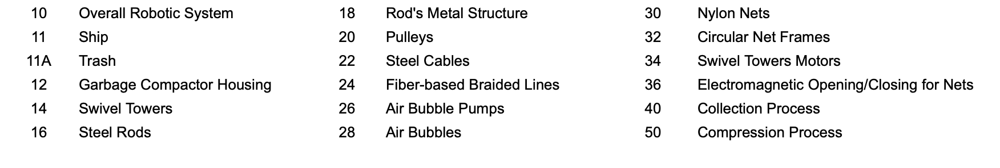 10 Overall Robotic System
11 Ship
11A Trash
12 Garbage Compactor Housing
14 Swivel Towers
16 Steel Rods
18 Rod's Metal Structure
20 Pulleys
22 Steel Cables
24 Fiber-based Braided Lines
26 Air Bubble Pumps
28 Air Bubbles
30 Nylon Nets
32 Circular Net Frames
34 Swivel Towers Motors
36 Electromagnetic Opening/Closing for Nets
40 Collection Process
50 Compression Process